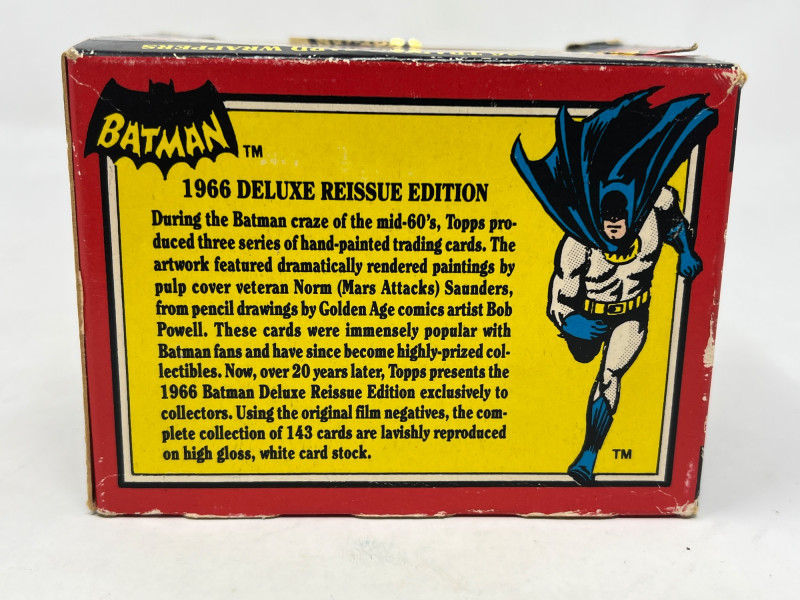 CARD WRAPPERS
BATMAN TM
1966 DELUXE REISSUE EDITION
During the Batman craze of the mid-60's, Topps pro-
duced three series of hand-painted trading cards. The
artwork featured dramatically rendered paintings by
pulp cover veteran Norm (Mars Attacks) Saunders,
from pencil drawings by Golden Age comics artist Bob
Powell. These cards were immensely popular with
Batman fans and have since become highly-prized col-
lectibles. Now, over 20 years later, Topps presents the
1966 Batman Deluxe Reissue Edition exclusively to
collectors. Using the original film negatives, the com-
plete collection of 143 cards are lavishly reproduced
on high gloss, white card stock.
TM